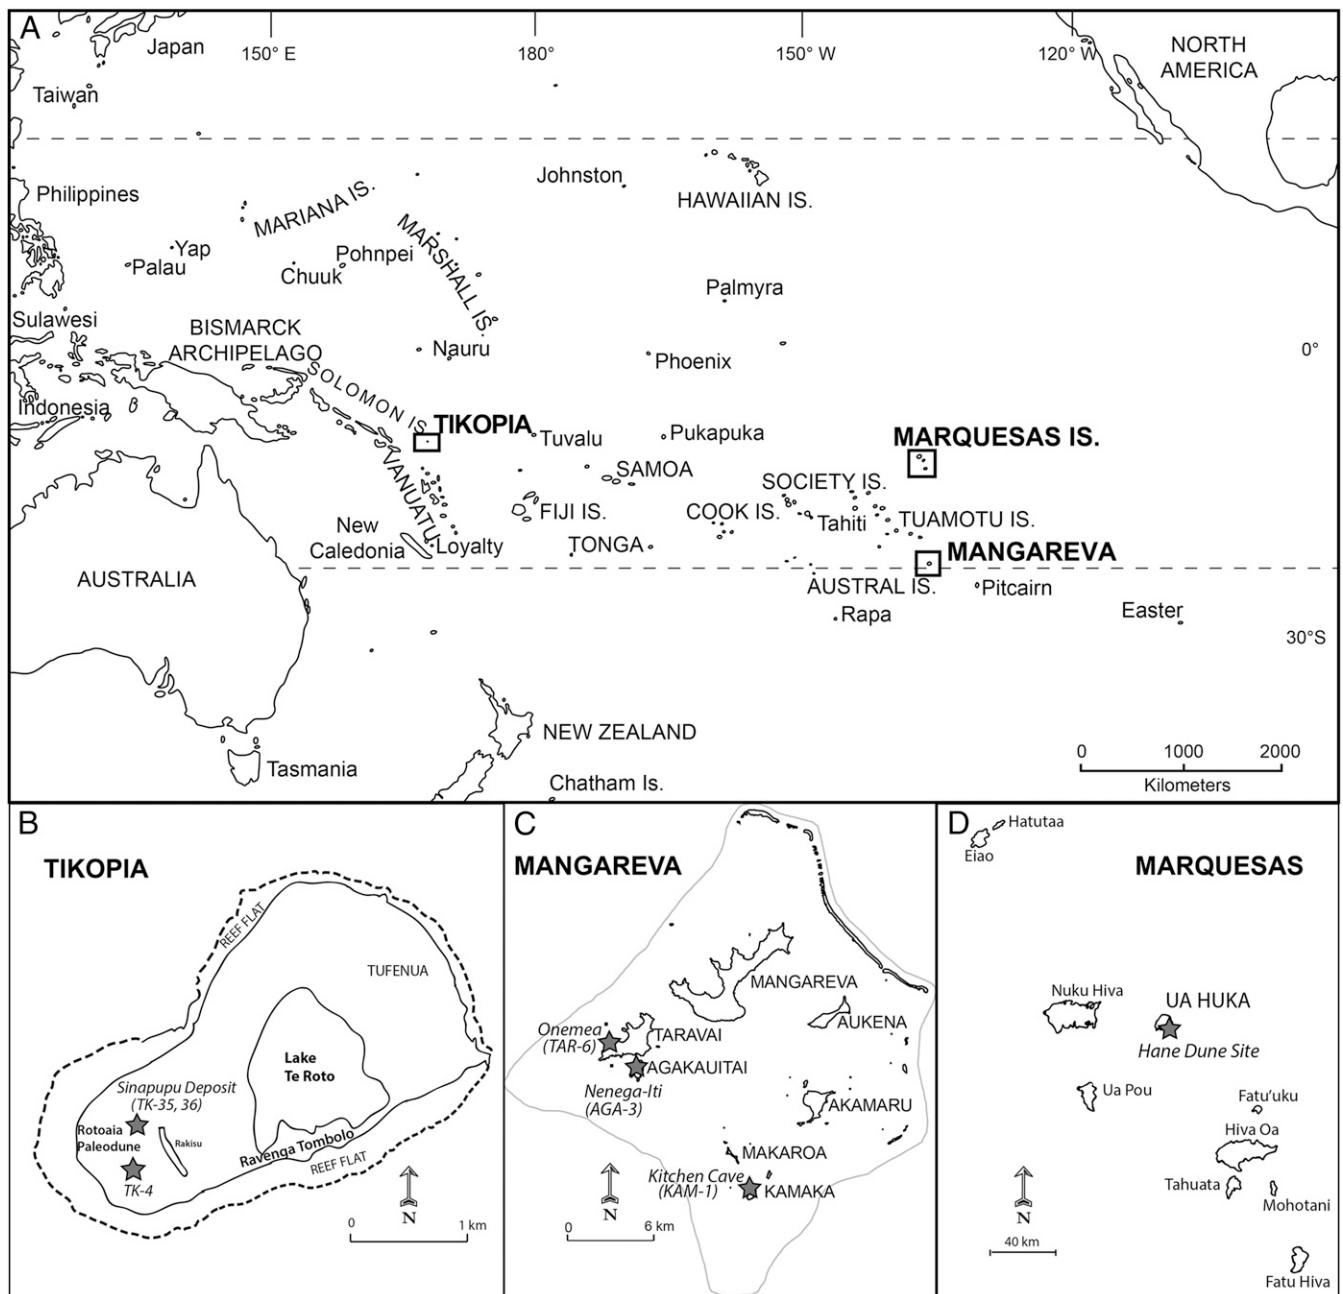 A
Japan
150° E
180°
150° W
120° W
NORTH
AMERICA
Taiwan
Philippines
MARIANA IS.
Johnston
HAWAIIAN IS.
Yap
Palau
Chuuk
Pohnpei
MARSHALL IS.
Palmyra
Sulawesi
BISMARCK
ARCHIPELAGO
Nauru
Phoenix
0°
Indonesia
SOLOMON IS.
TIKOPIA
Tuvalu
Pukapuka
MARQUESAS IS.
VANUATU
SAMOA
SOCIETY IS.
FIJI IS.
COOK IS.
Tahiti
TUAMOTU IS.
New
Caledonia
Loyalty
TONGA
MANGAREVA
AUSTRALIA
AUSTRAL IS.
Pitcairn
Rapa
Easter
30°S
NEW ZEALAND
Tasmania
Chatham Is.
0 1000 2000
Kilometers
B
TIKOPIA
REEF FLAT
TUFENUA
Lake
Te Roto
Sinapupu Deposit
(TK-35, 36)
Rotoaia
Paleodune
Rakisu
TK-4
Ravenga Tombolo
REEF FLAT
N
0 1 km
C
MANGAREVA
MANGAREVA
AUKENA
Onemea
(TAR-6)
TARAVAI
AGAKAUITAI
Nenega-Iti
(AGA-3)
AKAMARU
MAKAROA
Kitchen Cave
(KAM-1)
KAMAKA
N
0 6 km
D
Hatutaa
Eiao
MARQUESAS
Nuku Hiva
UA HUKA
Hane Dune Site
Ua Pou
Fatu'uku
Hiva Oa
Tahuata
Mohotani
N
40 km
Fatu Hiva